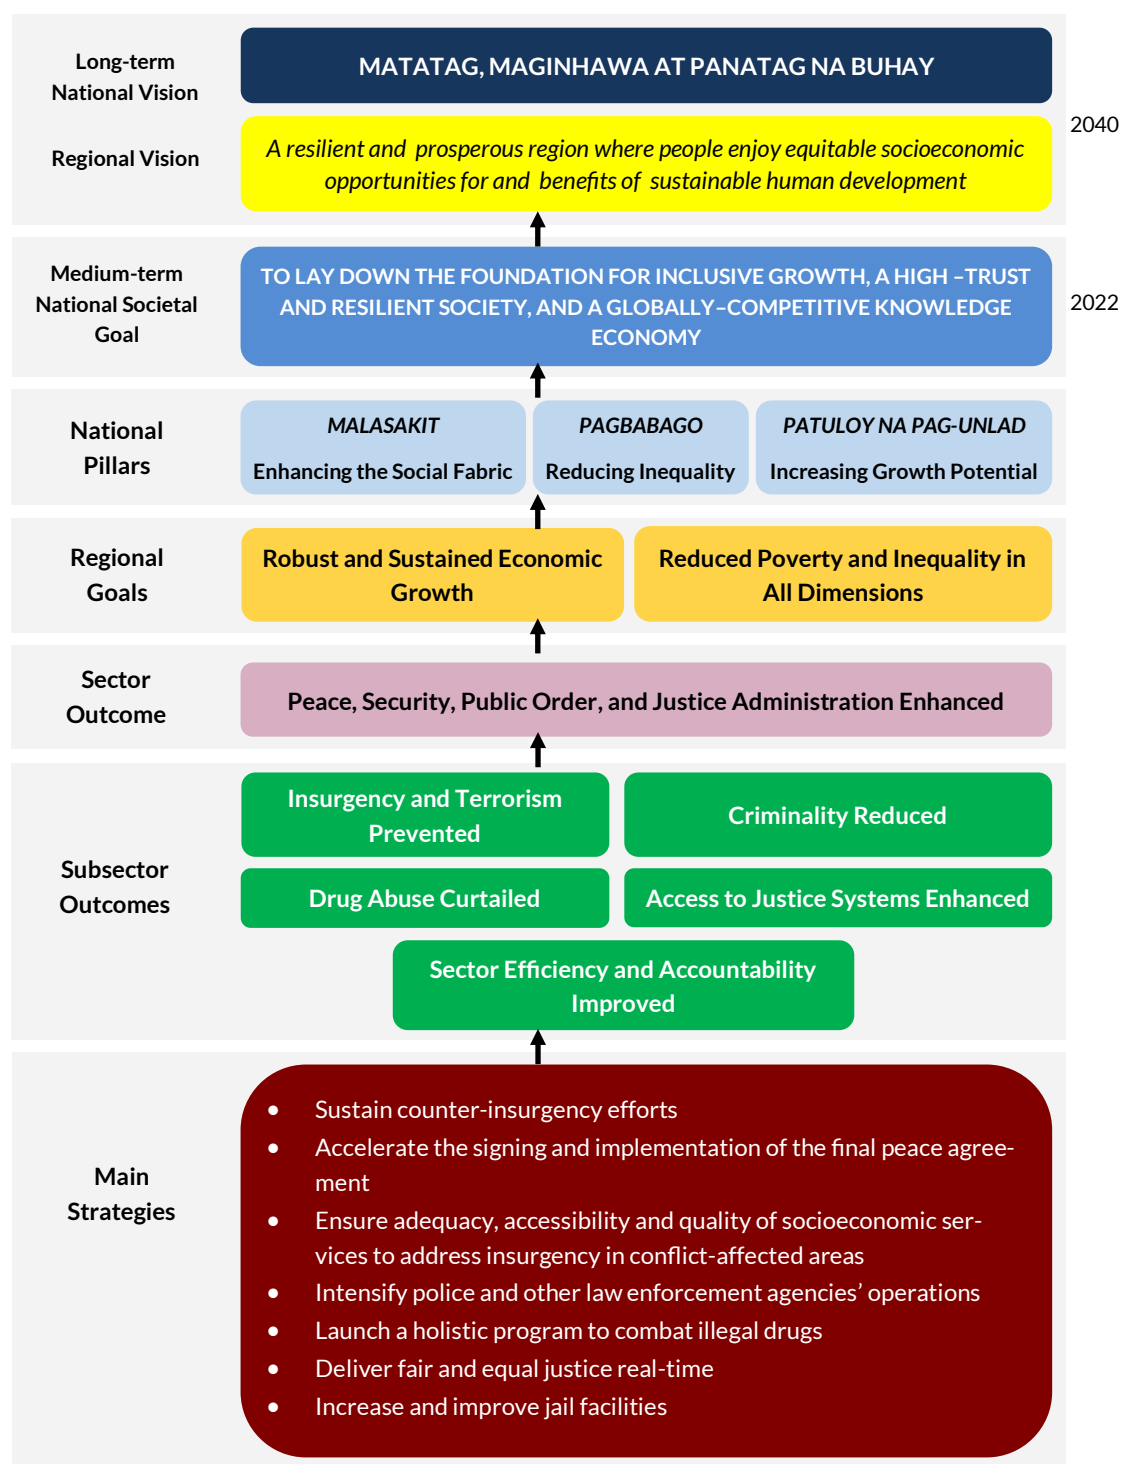 Long-term
National Vision
MATATAG, MAGINHAWA AT PANATAG NA BUHAY
2040
Regional Vision
A resilient and prosperous region where people enjoy equitable socioeconomic
opportunities for and benefits of sustainable human development
Medium-term
National Societal
Goal
TO LAY DOWN THE FOUNDATION FOR INCLUSIVE GROWTH, A HIGH –TRUST
AND RESILIENT SOCIETY, AND A GLOBALLY–COMPETITIVE KNOWLEDGE
ECONOMY
2022
National
Pillars
MALASAKIT
Enhancing the Social Fabric
PAGBABAGO
Reducing Inequality
PATULOY NA PAG-UNLAD
Increasing Growth Potential
Regional
Goals
Robust and Sustained Economic
Growth
Reduced Poverty and Inequality in
All Dimensions
Sector
Outcome
Peace, Security, Public Order, and Justice Administration Enhanced
Subsector
Outcomes
Insurgency and Terrorism
Prevented
Criminality Reduced
Drug Abuse Curtailed
Access to Justice Systems Enhanced
Sector Efficiency and Accountability
Improved
Main
Strategies
• Sustain counter-insurgency efforts
• Accelerate the signing and implementation of the final peace agree-
ment
• Ensure adequacy, accessibility and quality of socioeconomic ser-
vices to address insurgency in conflict-affected areas
• Intensify police and other law enforcement agencies’ operations
• Launch a holistic program to combat illegal drugs
• Deliver fair and equal justice real-time
• Increase and improve jail facilities